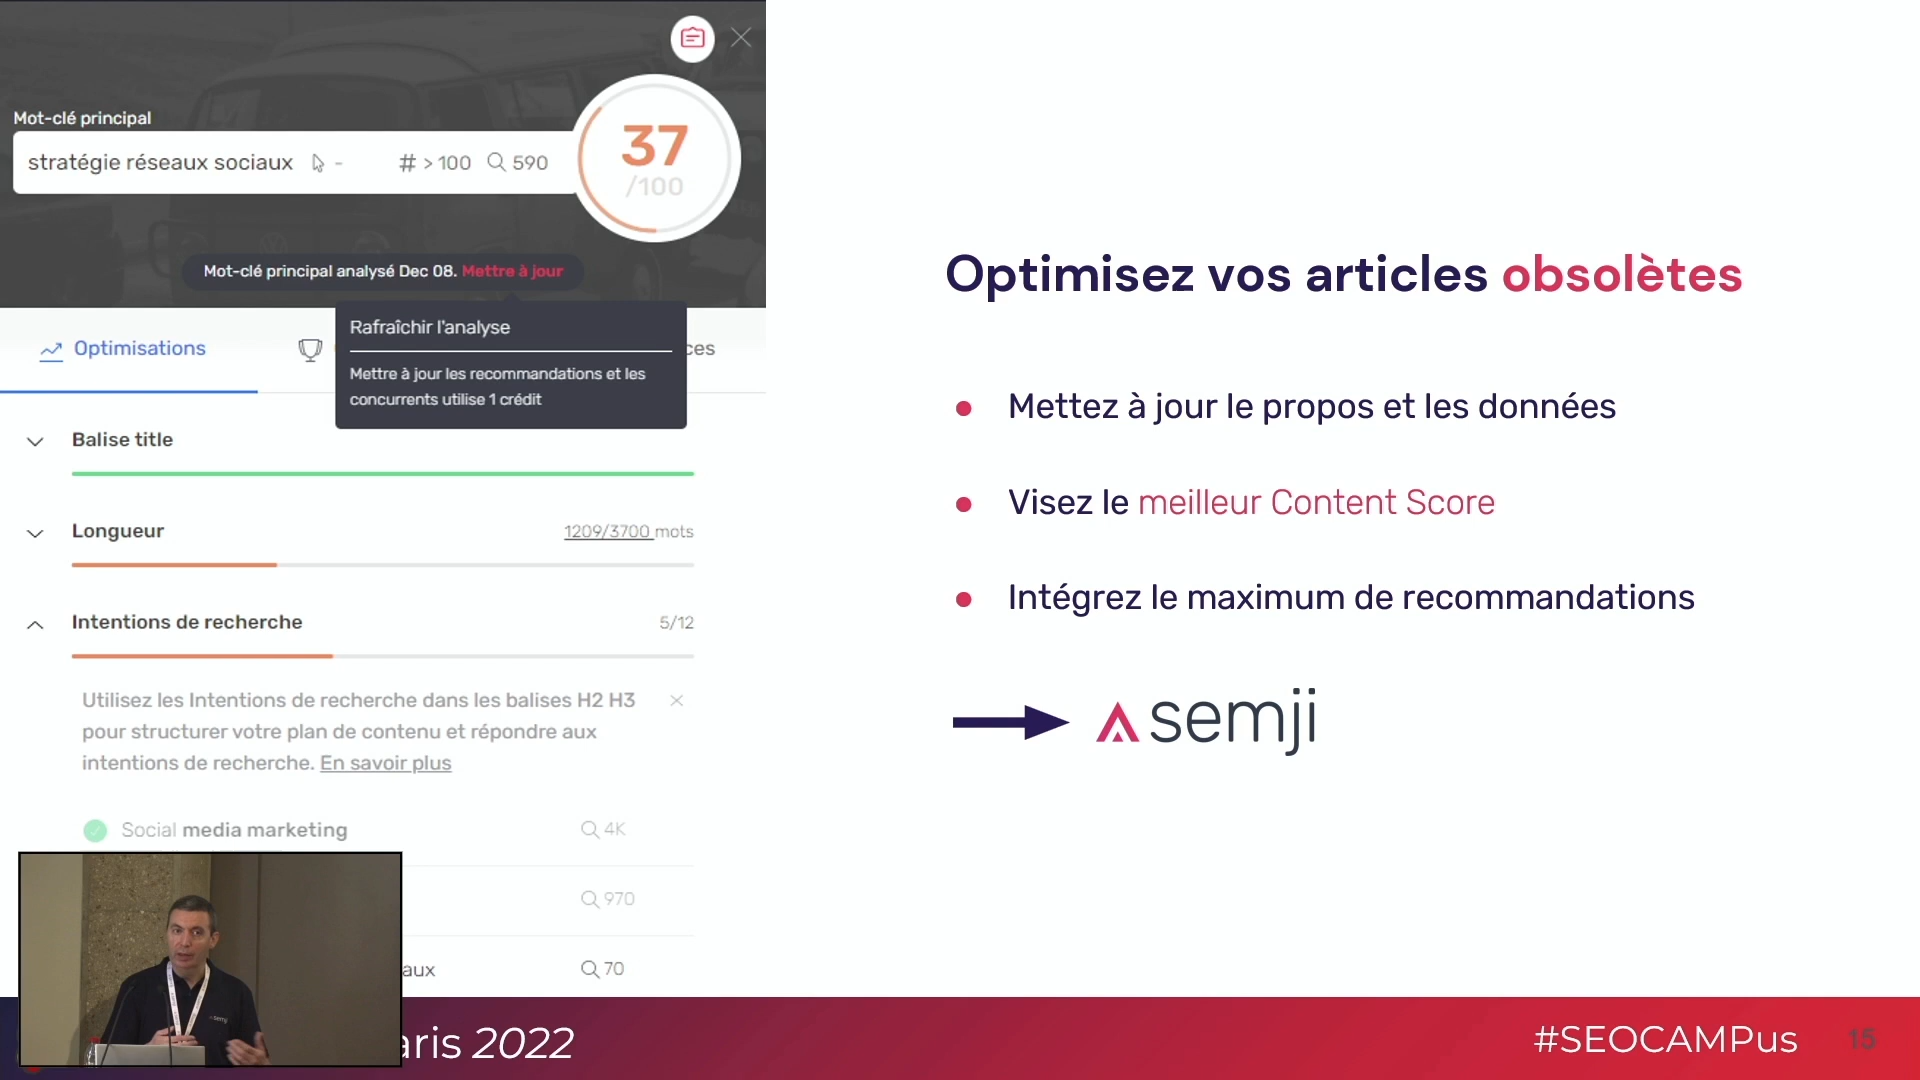 Mot-clé principal
stratégie réseaux sociaux - # > 100 590
37
/100
Mot-clé principal analysé Dec 08. Mettre à jour
Rafraîchir l'analyse
Mettre à jour les recommandations et les
concurrents utilise 1 crédit
Optimisations
ces
Balise title
Longueur 1209/3700 mots
Intentions de recherche 5/12
Utilisez les Intentions de recherche dans les balises H2 H3
pour structurer votre plan de contenu et répondre aux
intentions de recherche. En savoir plus
Social media marketing 4K
970
aux 70
Optimisez vos articles obsolètes
Mettez à jour le propos et les données
Visez le meilleur Content Score
Intégrez le maximum de recommandations
semji
semji
aris 2022
#SEOCAMPus 15